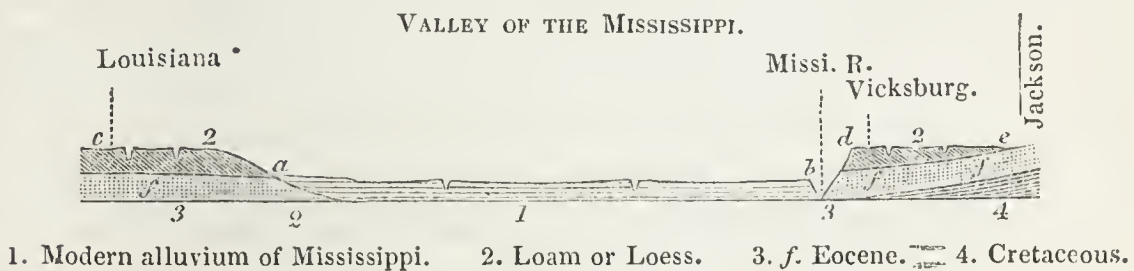 VALLEY OF THE MISSISSIPPI.
Louisiana
Missi. R.
Vicksburg.
Jackson.
c 2 a b d 2 e
f f f
3 2 1 3 4
1. Modern alluvium of Mississippi. 2. Loam or Loess. 3. f. Eocene. 4. Cretaceous.